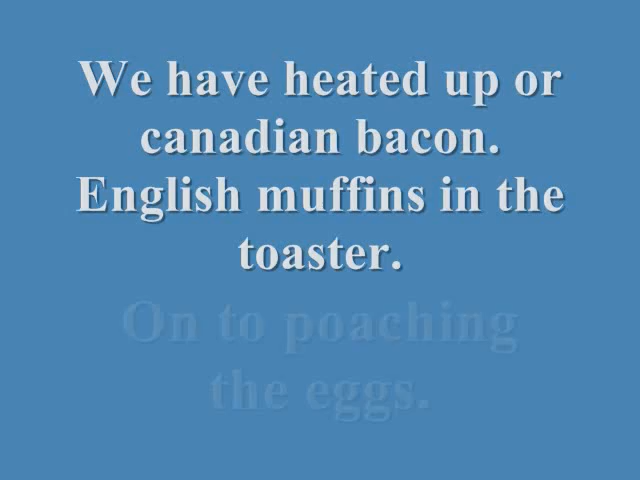 We have heated up or
canadian bacon.
English muffins in the
toaster.
On to poaching
the eggs.